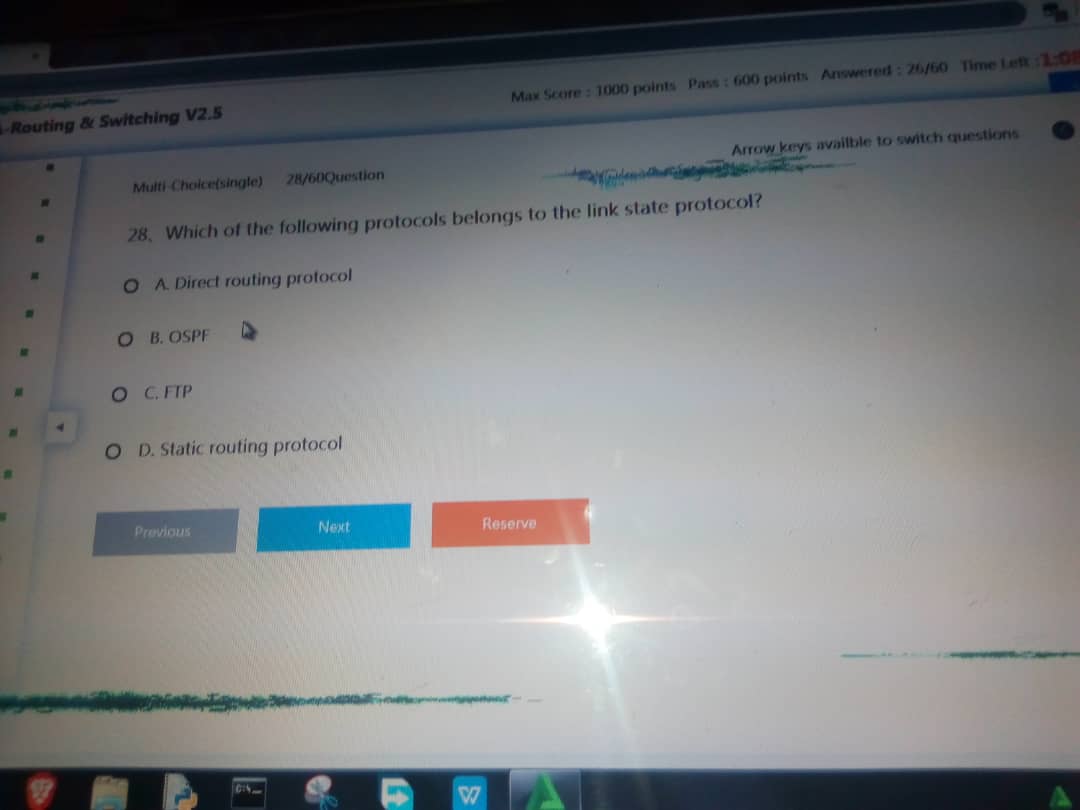 -Routing & Switching V2.5
Max Score : 1000 points Pass : 600 points Answered : 26/60 Time Left :1:08
Arrow keys availble to switch questions
Multi-Choice(single) 28/60Question
28、Which of the following protocols belongs to the link state protocol?
A. Direct routing protocol
B. OSPF
C. FTP
D. Static routing protocol
Previous Next Reserve